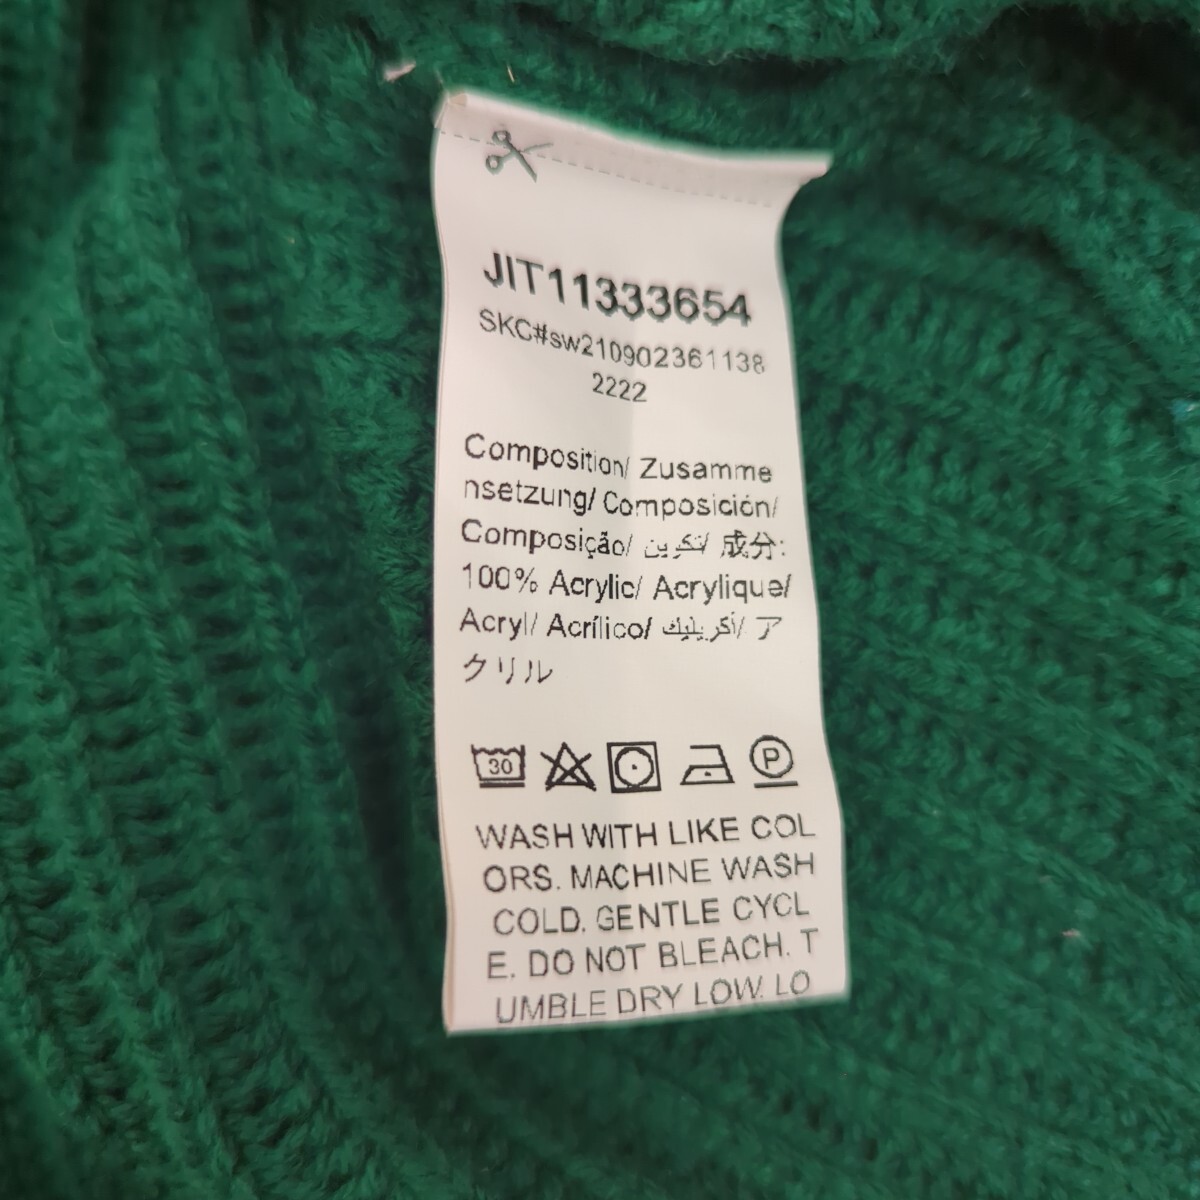 JIT11333654
SKC#sw210902361138
2222
Composition/ Zusamme
nsetzung/ Composición/
Composição/ تكوين/ 成分:
100% Acrylic/ Acrylique/
Acryl/ Acrílico/ أكريليك/ ア
クリル
30 P
WASH WITH LIKE COL
ORS. MACHINE WASH
COLD. GENTLE CYCL
E. DO NOT BLEACH. T
UMBLE DRY LOW. LO